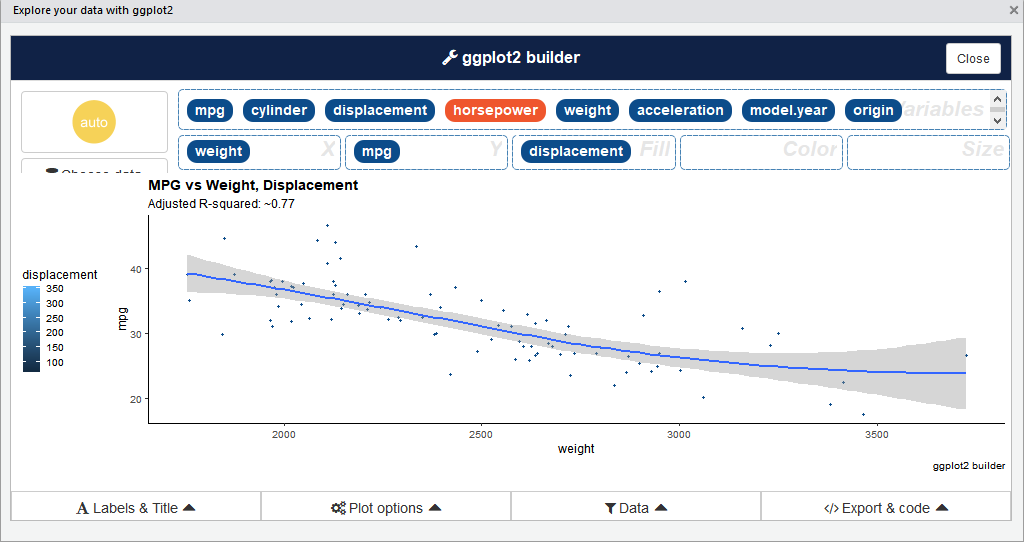 Explore your data with ggplot2
ggplot2 builder
Close
auto
mpg cylinder displacement horsepower weight acceleration model.year origin Variables
weight X mpg Y displacement Fill Color Size
Choose data
MPG vs Weight, Displacement
Adjusted R-squared: ~0.77
displacement
350
300
250
200
150
100
mpg
40
30
20
2000 2500 3000 3500
weight
ggplot2 builder
Labels & Title Plot options Data </> Export & code